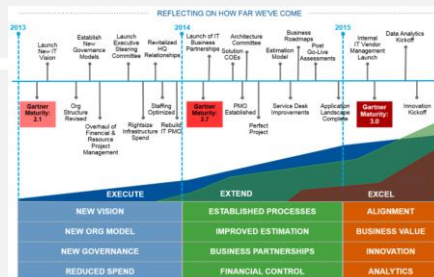 REFLECTING ON HOW FAR WE'VE COME
2013
2014
2015
Launch
New IT
Vision
Establish
New
Governance
Models
Launch
Executive
Steering
Committee
Revitalized
HQ
Relationships
Launch of IT
Business
Partnerships
Architecture
Committee
Solution
COEs
Business
Roadmaps
Estimation
Model
Post
Go-Live
Assessments
Internal
IT Vendor
Management
Launch
Data Analytics
Kickoff
Gartner
Maturity:
2.1
Org
Structure
Revised
Overhaul of
Financial &
Resource
Project
Management
Rightsize
Infrastructure
Spend
Staffing
Optimized
Rebuild
IT PMO
Gartner
Maturity:
2.7
PMO
Established
Perfect
Project
Service Desk
Improvements
Application
Landscape
Complete
Gartner
Maturity:
3.0
Innovation
Kickoff
EXECUTE
EXTEND
EXCEL
NEW VISION
ESTABLISHED PROCESSES
ALIGNMENT
NEW ORG MODEL
IMPROVED ESTIMATION
BUSINESS VALUE
NEW GOVERNANCE
BUSINESS PARTNERSHIPS
INNOVATION
REDUCED SPEND
FINANCIAL CONTROL
ANALYTICS